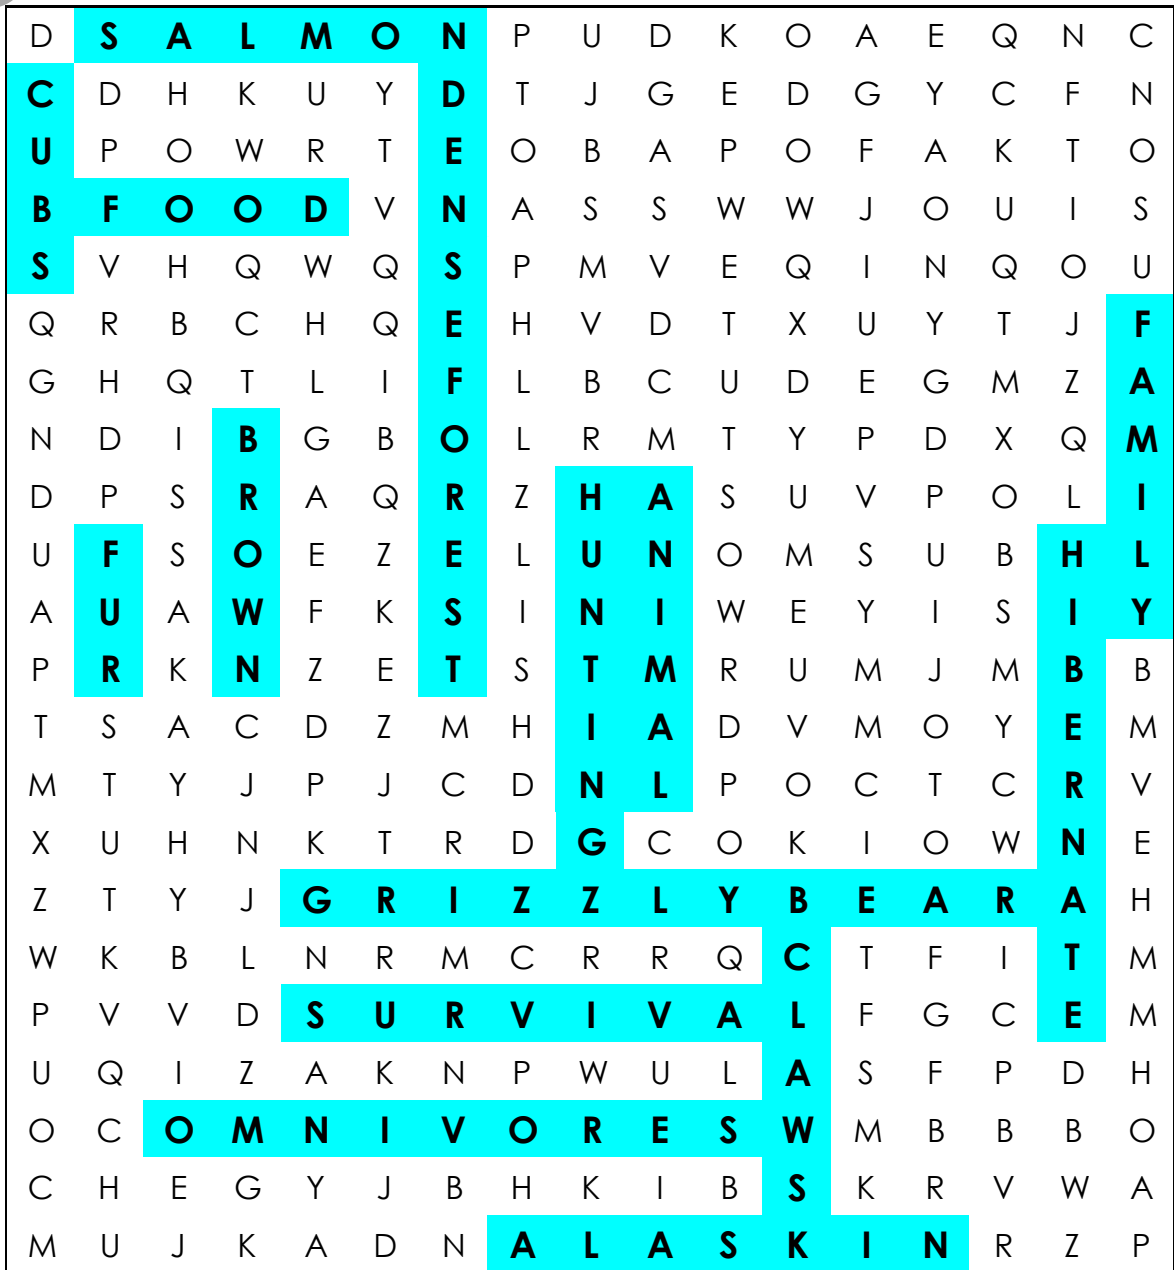 D S A L M O N P U D K O A E Q N C
C D H K U Y D T J G E D G Y C F N
U P O W R T E O B A P O F A K T O
B F O O D V N A S S W W J O U I S
S V H Q W Q S P M V E Q I N Q O U
Q R B C H Q E H V D T X U Y T J F
G H Q T L I F L B C U D E G M Z A
N D I B G B O L R M T Y P D X Q M
D P S R A Q R Z H A S U V P O L I
U F S O E Z E L U N O M S U B H L
A U A W F K S I N I W E Y I S I Y
P R K N Z E T S T M R U M J M B B
T S A C D Z M H I A D V M O Y E M
M T Y J P J C D N L P O C T C R V
X U H N K T R D G C O K I O W N E
Z T Y J G R I Z Z L Y B E A R A H
W K B L N R M C R R Q C T F I T M
P V V D S U R V I V A L F G C E M
U Q I Z A K N P W U L A S F P D H
O C O M N I V O R E S W M B B B O
C H E G Y J B H K I B S K R V W A
M U J K A D N A L A S K I N R Z P